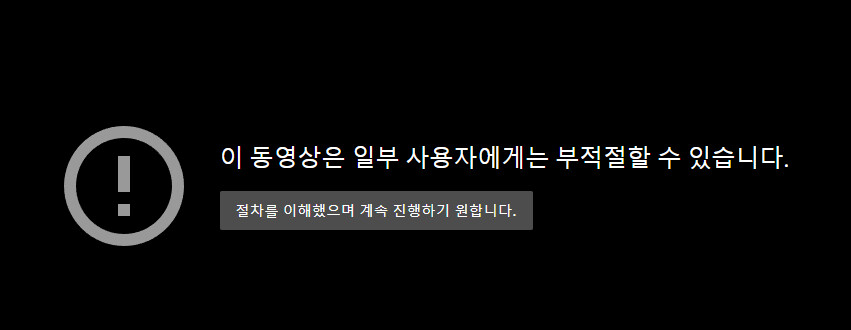 이 동영상은 일부 사용자에게는 부적절할 수 있습니다.
절차를 이해했으며 계속 진행하기 원합니다.